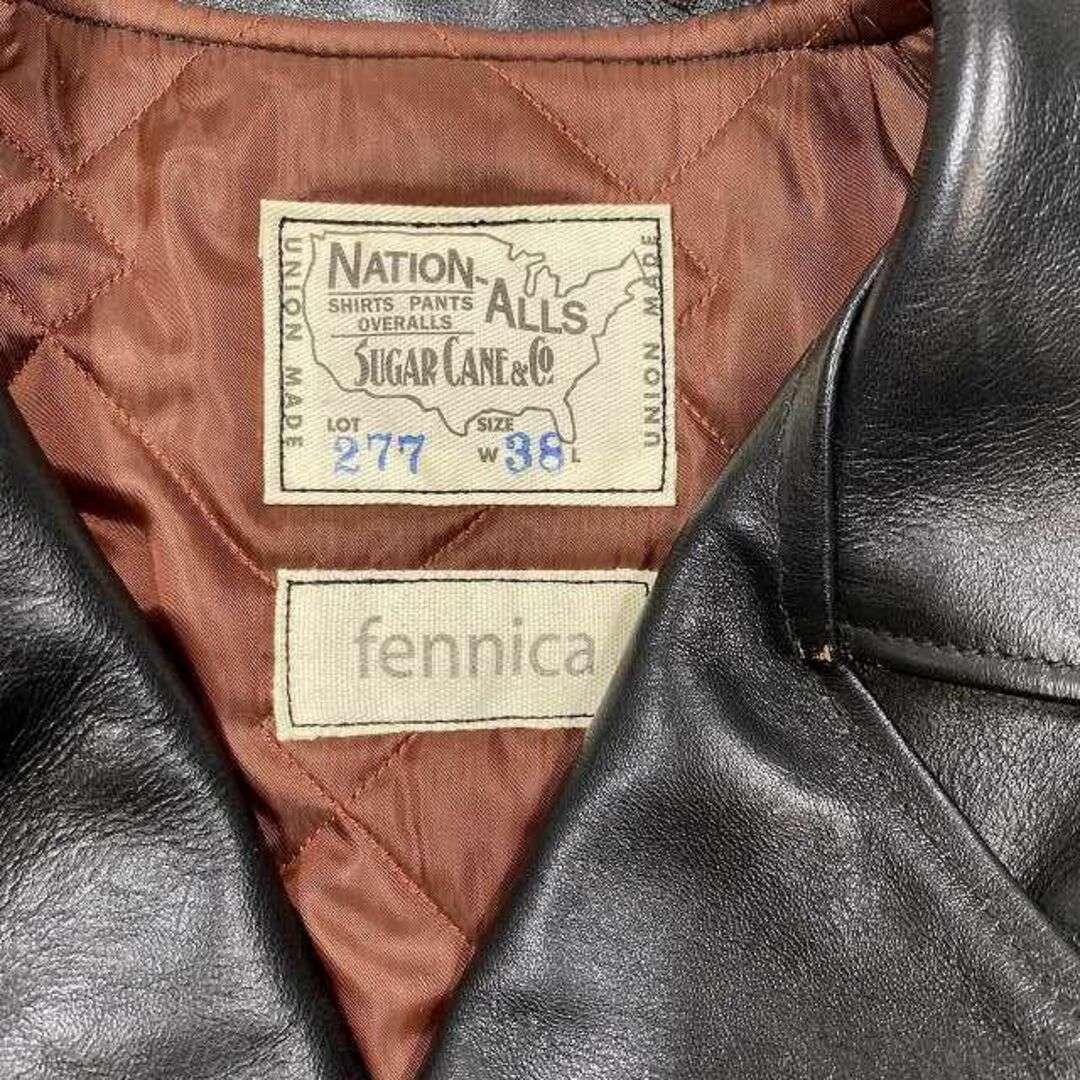 UNION MADE
NATION-ALLS
SHIRTS PANTS
OVERALLS
SUGAR CANE & CO.
LOT 277
SIZE
W 38 L
UNION MADE
fennica